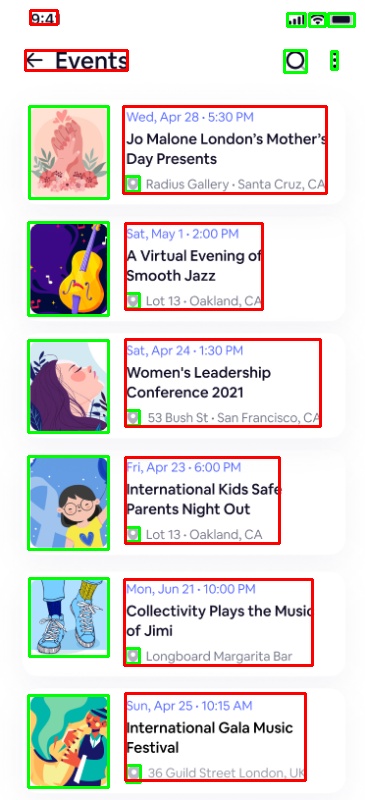 9:41
Events
Wed, Apr 28 • 5:30 PM
Jo Malone London's Mother's
Day Presents
Radius Gallery • Santa Cruz, CA
Sat, May 1 • 2:00 PM
A Virtual Evening of
Smooth Jazz
Lot 13 • Oakland, CA
Sat, Apr 24 • 1:30 PM
Women's Leadership
Conference 2021
53 Bush St • San Francisco, CA
Fri, Apr 23 • 6:00 PM
International Kids Safe
Parents Night Out
Lot 13 • Oakland, CA
Mon, Jun 21 • 10:00 PM
Collectivity Plays the Music
of Jimi
Longboard Margarita Bar
Sun, Apr 25 • 10:15 AM
International Gala Music
Festival
36 Guild Street London, UK